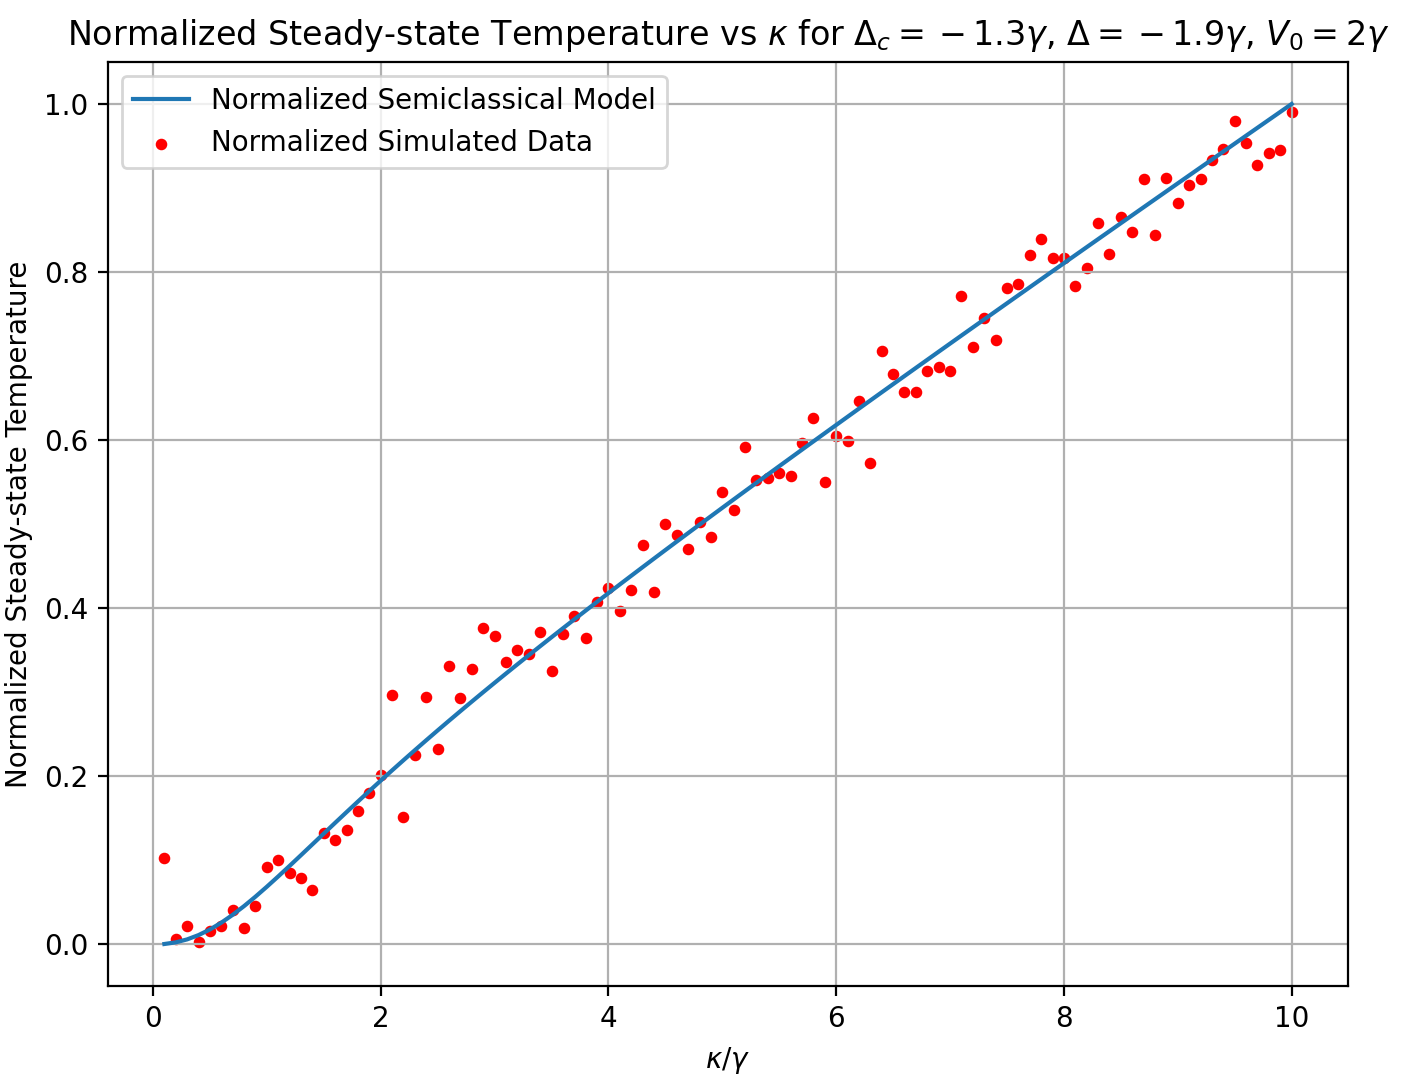 Normalized Steady-state Temperature vs κ for Δc = −1.3γ, Δ = −1.9γ, V0 = 2γ
Normalized Semiclassical Model
Normalized Simulated Data
Normalized Steady-state Temperature
1.0
0.8
0.6
0.4
0.2
0.0
0 2 4 6 8 10
κ/γ